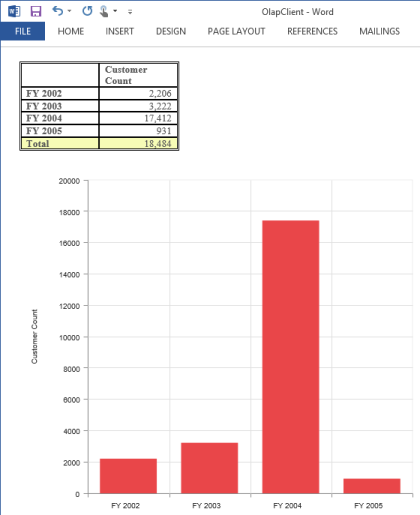 OlapClient - Word
FILE HOME INSERT DESIGN PAGE LAYOUT REFERENCES MAILINGS
Customer
Count
FY 2002 2,206
FY 2003 3,222
FY 2004 17,412
FY 2005 931
Total 18,484
20000
18000
16000
14000
12000
10000
8000
6000
4000
2000
0
Customer Count
FY 2002 FY 2003 FY 2004 FY 2005